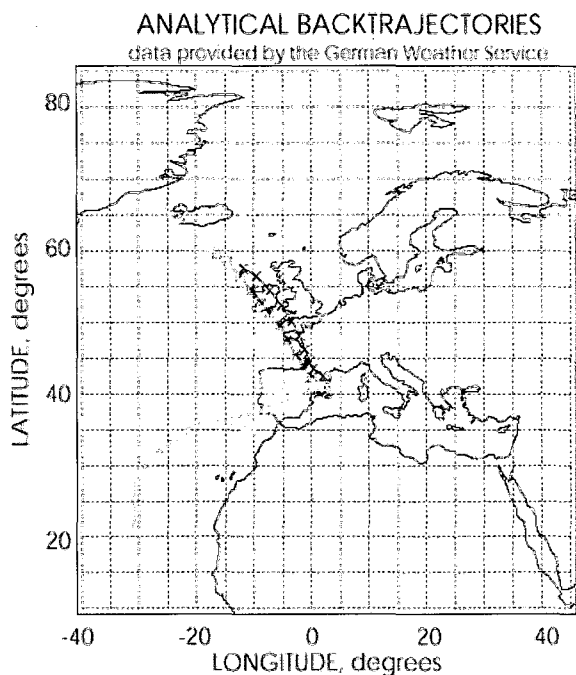 ANALYTICAL BACKTRAJECTORIES
data provided by the German Weather Service
80
60
40
20
LATITUDE, degrees
-40 -20 0 20 40
LONGITUDE, degrees